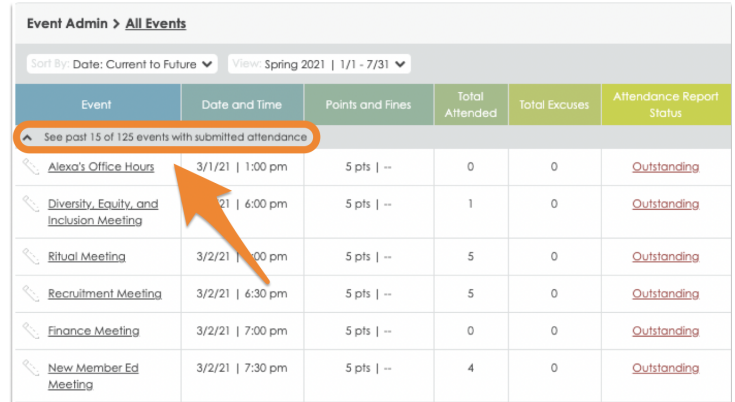 Event Admin > All Events
Sort By: Date: Current to Future View: Spring 2021 | 1/1 - 7/31
Event Date and Time Points and Fines Total Attended Total Excuses Attendance Report Status
See past 15 of 125 events with submitted attendance
Alexa's Office Hours 3/1/21 | 1:00 pm 5 pts | -- 0 0 Outstanding
Diversity, Equity, and 21 | 6:00 pm 5 pts | -- 1 0 Outstanding
Inclusion Meeting
Ritual Meeting 3/2/21 | :00 pm 5 pts | -- 5 0 Outstanding
Recruitment Meeting 3/2/21 | 6:30 pm 5 pts | -- 5 0 Outstanding
Finance Meeting 3/2/21 | 7:00 pm 5 pts | -- 0 0 Outstanding
New Member Ed 3/2/21 | 7:30 pm 5 pts | -- 4 0 Outstanding
Meeting